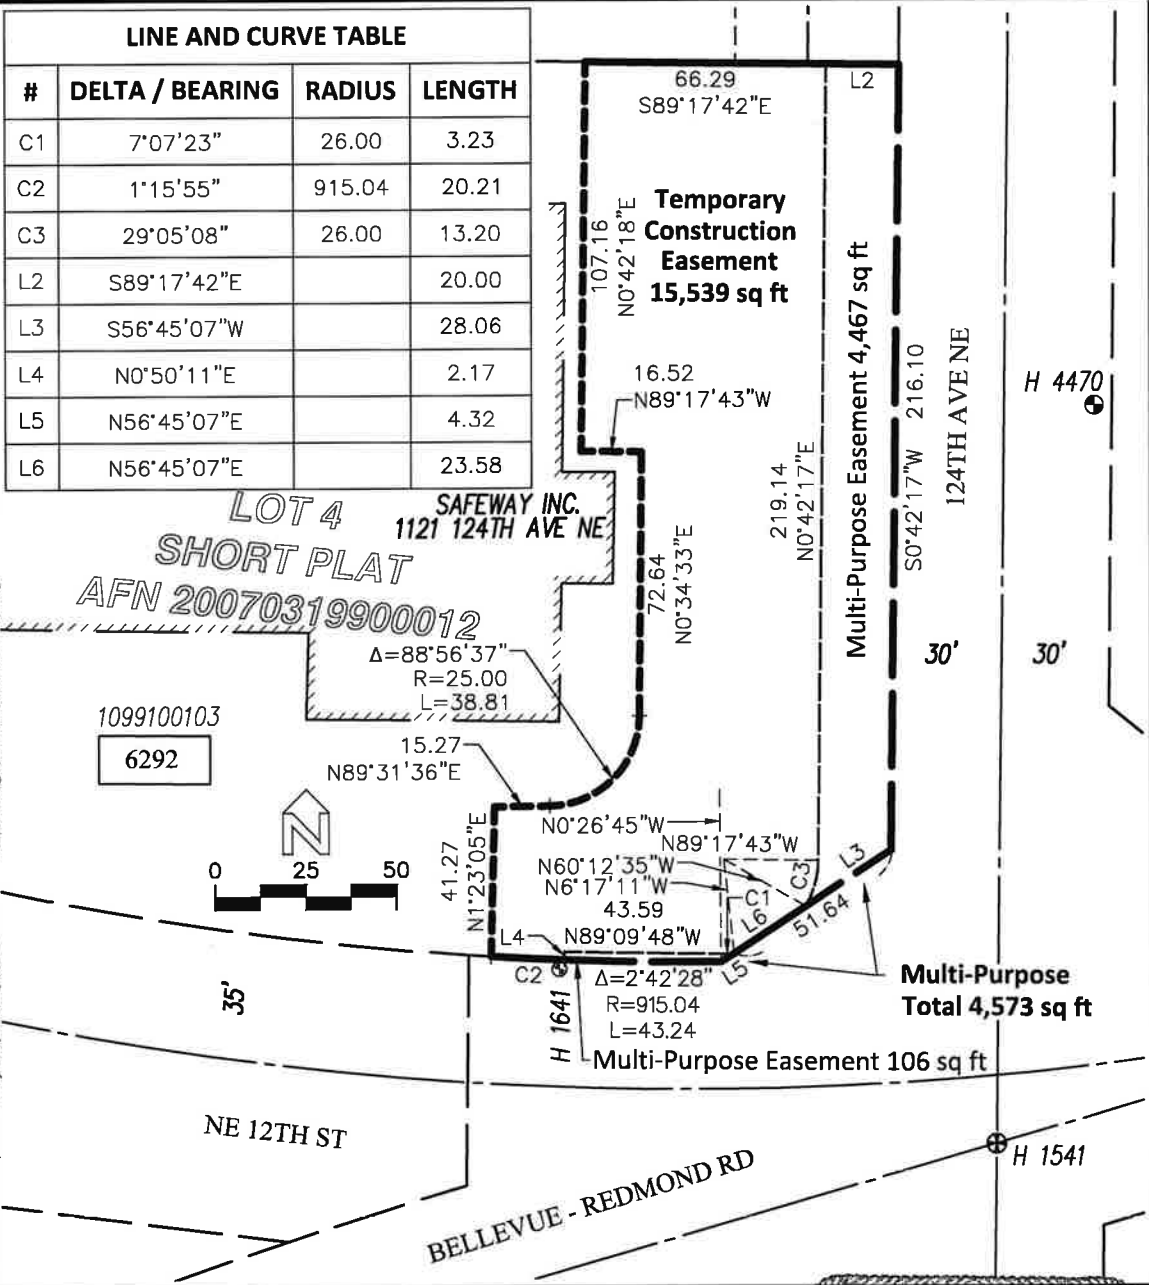 LINE AND CURVE TABLE
# DELTA / BEARING RADIUS LENGTH
C1 7°07'23" 26.00 3.23
C2 1°15'55" 915.04 20.21
C3 29°05'08" 26.00 13.20
L2 S89°17'42"E 20.00
L3 S56°45'07"W 28.06
L4 N0°50'11"E 2.17
L5 N56°45'07"E 4.32
L6 N56°45'07"E 23.58
66.29
S89°17'42"E
L2
107.16
N0°42'18"E
Temporary
Construction
Easement
15,539 sq ft
16.52
N89°17'43"W
Multi-Purpose Easement 4,467 sq ft
219.14
N0°42'17"E
S0°42'17"W 216.10
124TH AVE NE
H 4470
30'
30'
LOT 4
SHORT PLAT
AFN 20070319900012
SAFEWAY INC.
1121 124TH AVE NE
72.64
N0°34'33"E
Δ=88°56'37"
R=25.00
L=38.81
1099100103
6292
15.27
N89°31'36"E
N
0 25 50
41.27
N1°23'05"E
N0°26'45"W
N89°17'43"W
N60°12'35"W
N6°17'11"W
43.59
N89°09'48"W
C1
C3
L3
L6
51.64
L4
L5
C2
Δ=2°42'28"
R=915.04
L=43.24
H 1641
35'
Multi-Purpose
Total 4,573 sq ft
Multi-Purpose Easement 106 sq ft
NE 12TH ST
BELLEVUE - REDMOND RD
H 1541